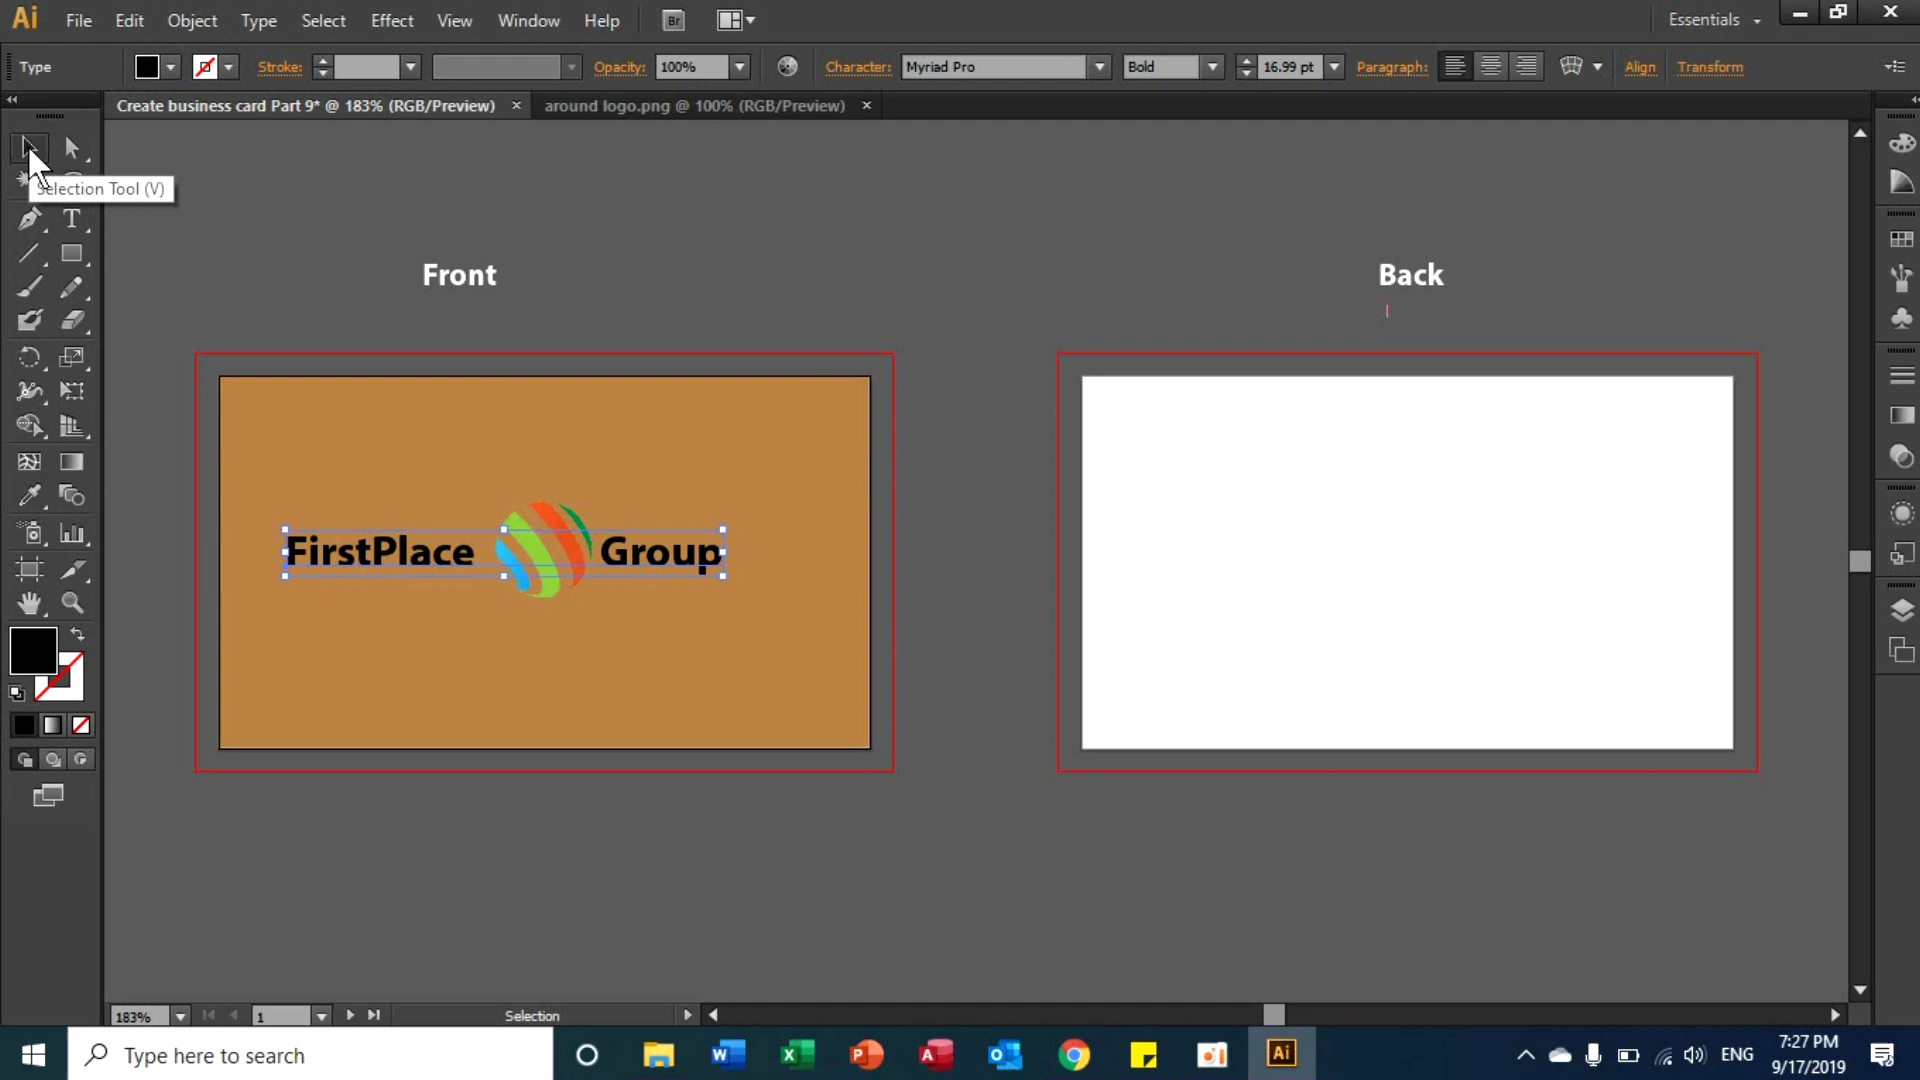 Ai File Edit Object Type Select Effect View Window Help Br Essentials
Type Stroke: Opacity: 100% Character: Myriad Pro Bold 16.99 pt Paragraph: Align Transform
Create business card Part 9* @ 183% (RGB/Preview) × around logo.png @ 100% (RGB/Preview) ×
Selection Tool (V)
Front Back
FirstPlace Group
183% 1 Selection
Type here to search
ENG
7:27 PM
9/17/2019